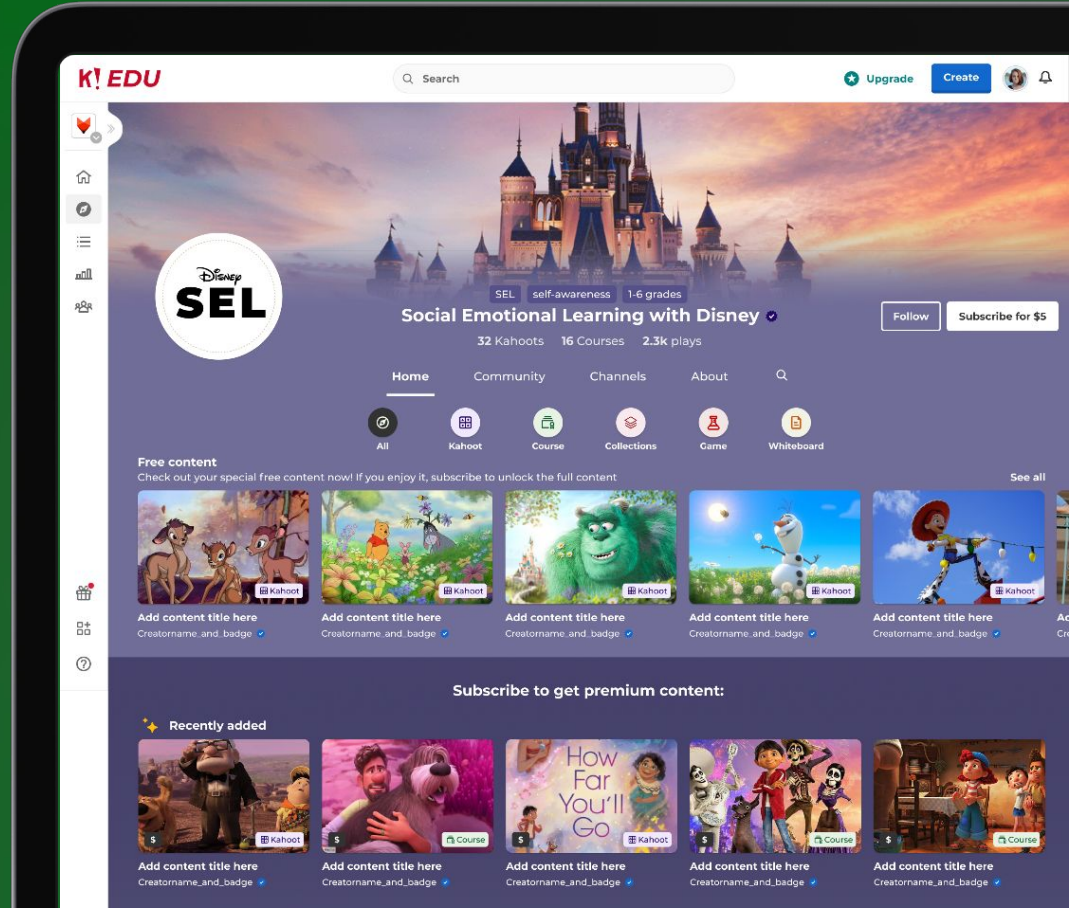 K! EDU
Search
Upgrade
Create
DISNEY
SEL
SEL self-awareness 1-6 grades
Social Emotional Learning with Disney
32 Kahoots 16 Courses 2.3k plays
Follow
Subscribe for $5
Home Community Channels About
All Kahoot Course Collections Game Whiteboard
Free content
Check out your special free content now! If you enjoy it, subscribe to unlock the full content
See all
Kahoot Kahoot Kahoot Kahoot Kahoot
Add content title here Add content title here Add content title here Add content title here Add content title here
Creatorname_and_badge Creatorname_and_badge Creatorname_and_badge Creatorname_and_badge Creatorname_and_badge
Subscribe to get premium content:
Recently added
How
Far
You'll
Go
$ Kahoot $ Course $ Kahoot $ Course $ Course
Add content title here Add content title here Add content title here Add content title here Add content title here
Creatorname_and_badge Creatorname_and_badge Creatorname_and_badge Creatorname_and_badge Creatorname_and_badge